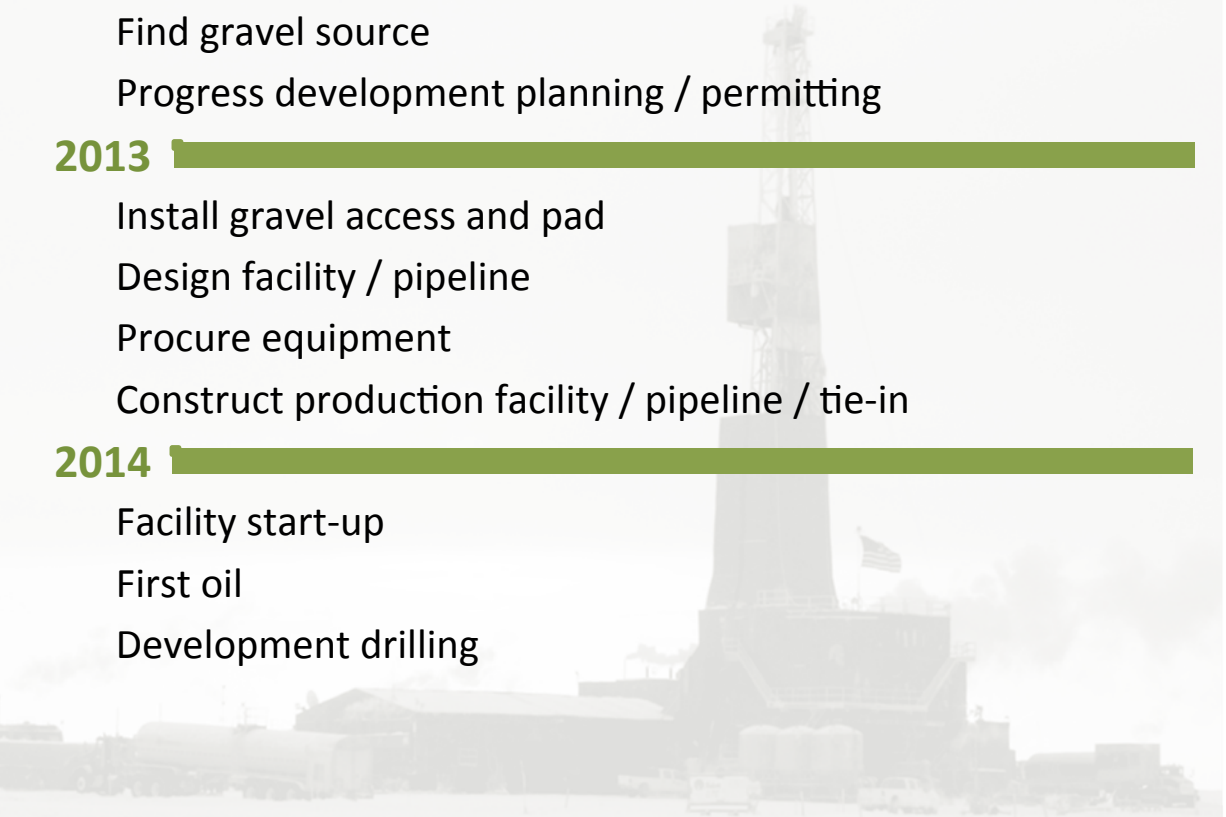 Find gravel source
Progress development planning / permitting
2013
Install gravel access and pad
Design facility / pipeline
Procure equipment
Construct production facility / pipeline / tie-in
2014
Facility start-up
First oil
Development drilling